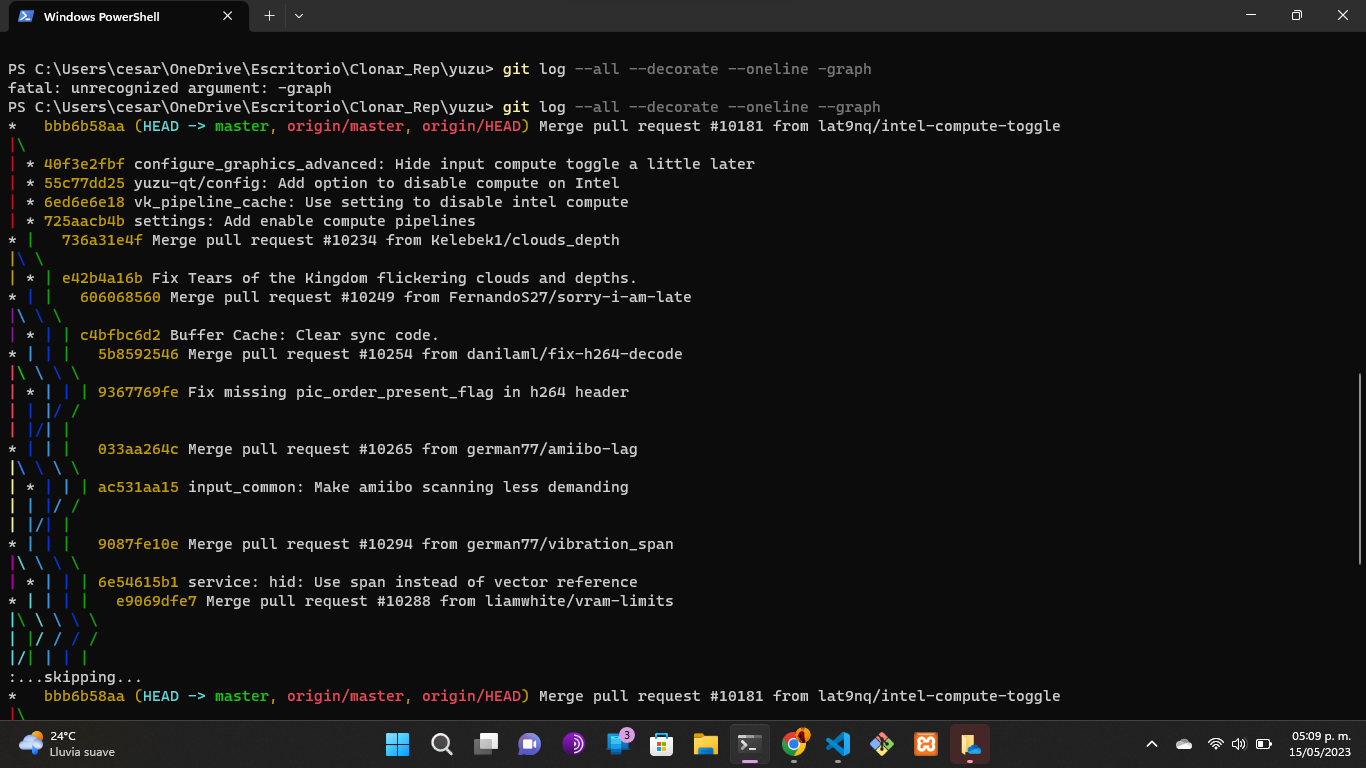 Windows PowerShell
PS C:\Users\cesar\OneDrive\Escritorio\Clonar_Rep\yuzu> git log --all --decorate --oneline -graph
fatal: unrecognized argument: -graph
PS C:\Users\cesar\OneDrive\Escritorio\Clonar_Rep\yuzu> git log --all --decorate --oneline --graph
*   bbb6b58aa (HEAD -> master, origin/master, origin/HEAD) Merge pull request #10181 from lat9nq/intel-compute-toggle
|\
| * 40f3e2fbf configure_graphics_advanced: Hide input compute toggle a little later
| * 55c77dd25 yuzu-qt/config: Add option to disable compute on Intel
| * 6ed6e6e18 vk_pipeline_cache: Use setting to disable intel compute
| * 725aacb4b settings: Add enable compute pipelines
* |   736a31e4f Merge pull request #10234 from Kelebek1/clouds_depth
|\ \
| * | e42b4a16b Fix Tears of the Kingdom flickering clouds and depths.
* | |   606068560 Merge pull request #10249 from FernandoS27/sorry-i-am-late
|\ \ \
| * | | c4bfbc6d2 Buffer Cache: Clear sync code.
* | | |   5b8592546 Merge pull request #10254 from danilaml/fix-h264-decode
|\ \ \ \
| * | | | 9367769fe Fix missing pic_order_present_flag in h264 header
| | |/ /
| |/| |
* | | |   033aa264c Merge pull request #10265 from german77/amiibo-lag
|\ \ \ \
| * | | | ac531aa15 input_common: Make amiibo scanning less demanding
| | |/ /
| |/| |
* | | |   9087fe10e Merge pull request #10294 from german77/vibration_span
|\ \ \ \
| * | | | 6e54615b1 service: hid: Use span instead of vector reference
* | | | |   e9069dfe7 Merge pull request #10288 from liamwhite/vram-limits
|\ \ \ \ \
| |/ / / /
|/| | | |
:...skipping...
*   bbb6b58aa (HEAD -> master, origin/master, origin/HEAD) Merge pull request #10181 from lat9nq/intel-compute-toggle
|\
24°C
Lluvia suave
3
05:09 p. m.
15/05/2023